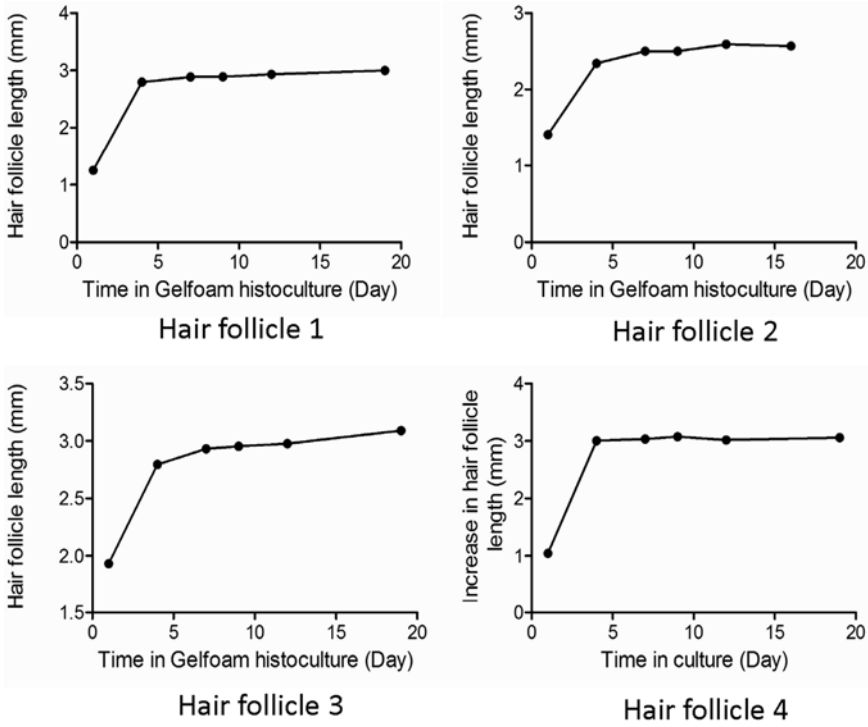 Hair follicle length (mm)
4
3
2
1
0
0 5 10 15 20
Time in Gelfoam histoculture (Day)
Hair follicle 1
Hair follicle length (mm)
3
2
1
0
0 5 10 15 20
Time in Gelfoam histoculture (Day)
Hair follicle 2
Hair follicle length (mm)
3.5
3.0
2.5
2.0
1.5
0 5 10 15 20
Time in Gelfoam histoculture (Day)
Hair follicle 3
Increase in hair follicle
length (mm)
4
3
2
1
0
0 5 10 15 20
Time in culture (Day)
Hair follicle 4